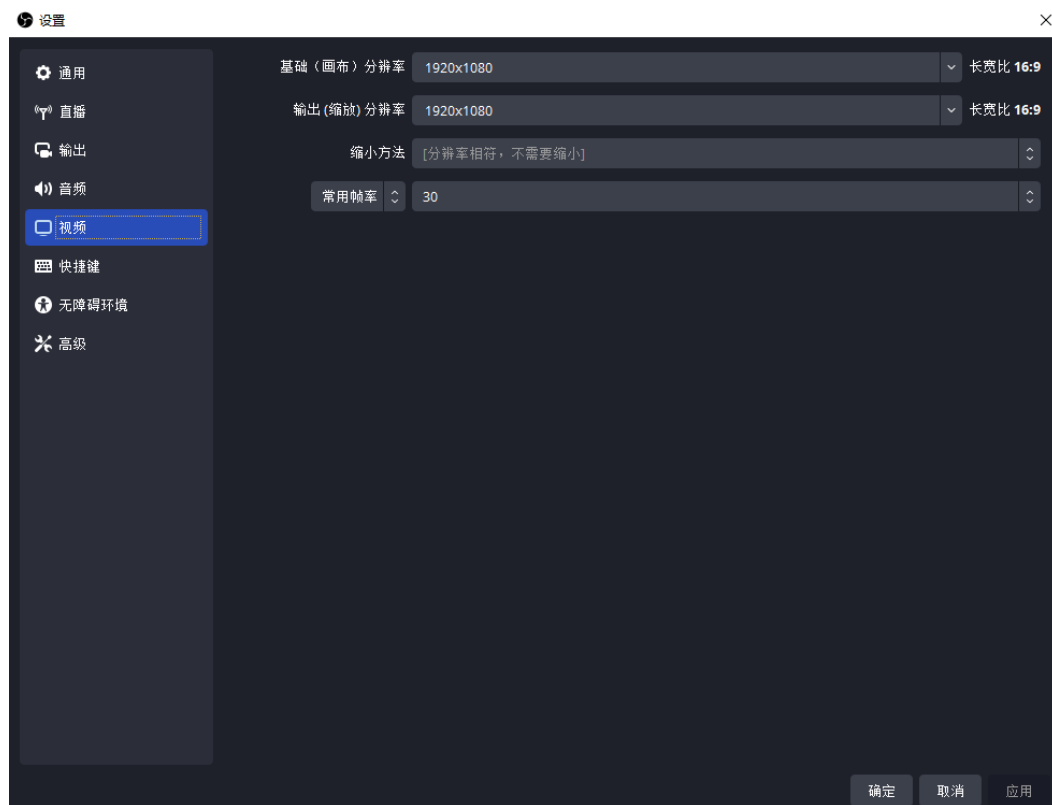 设置
通用
直播
输出
音频
视频
快捷键
无障碍环境
高级
基础（画布）分辨率 1920x1080 长宽比 16:9
输出(缩放)分辨率 1920x1080 长宽比 16:9
缩小方法 [分辨率相符，不需要缩小]
常用帧率 30
确定 取消 应用